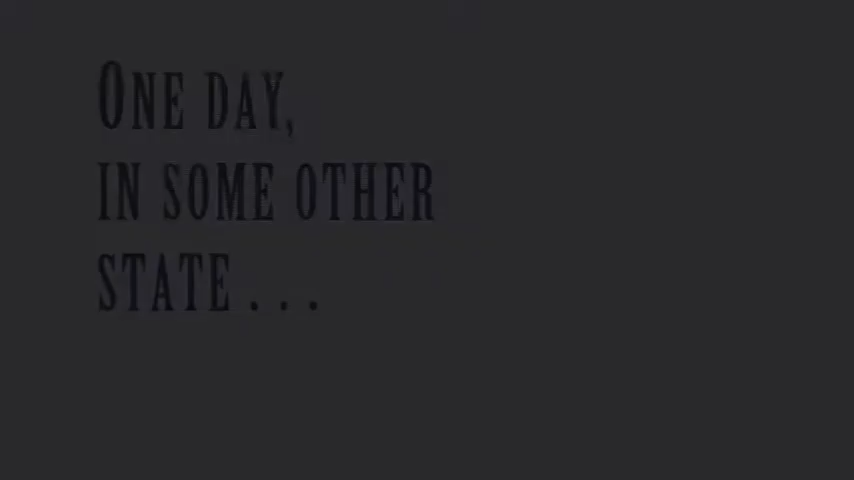 One day,
in some other
state . . .